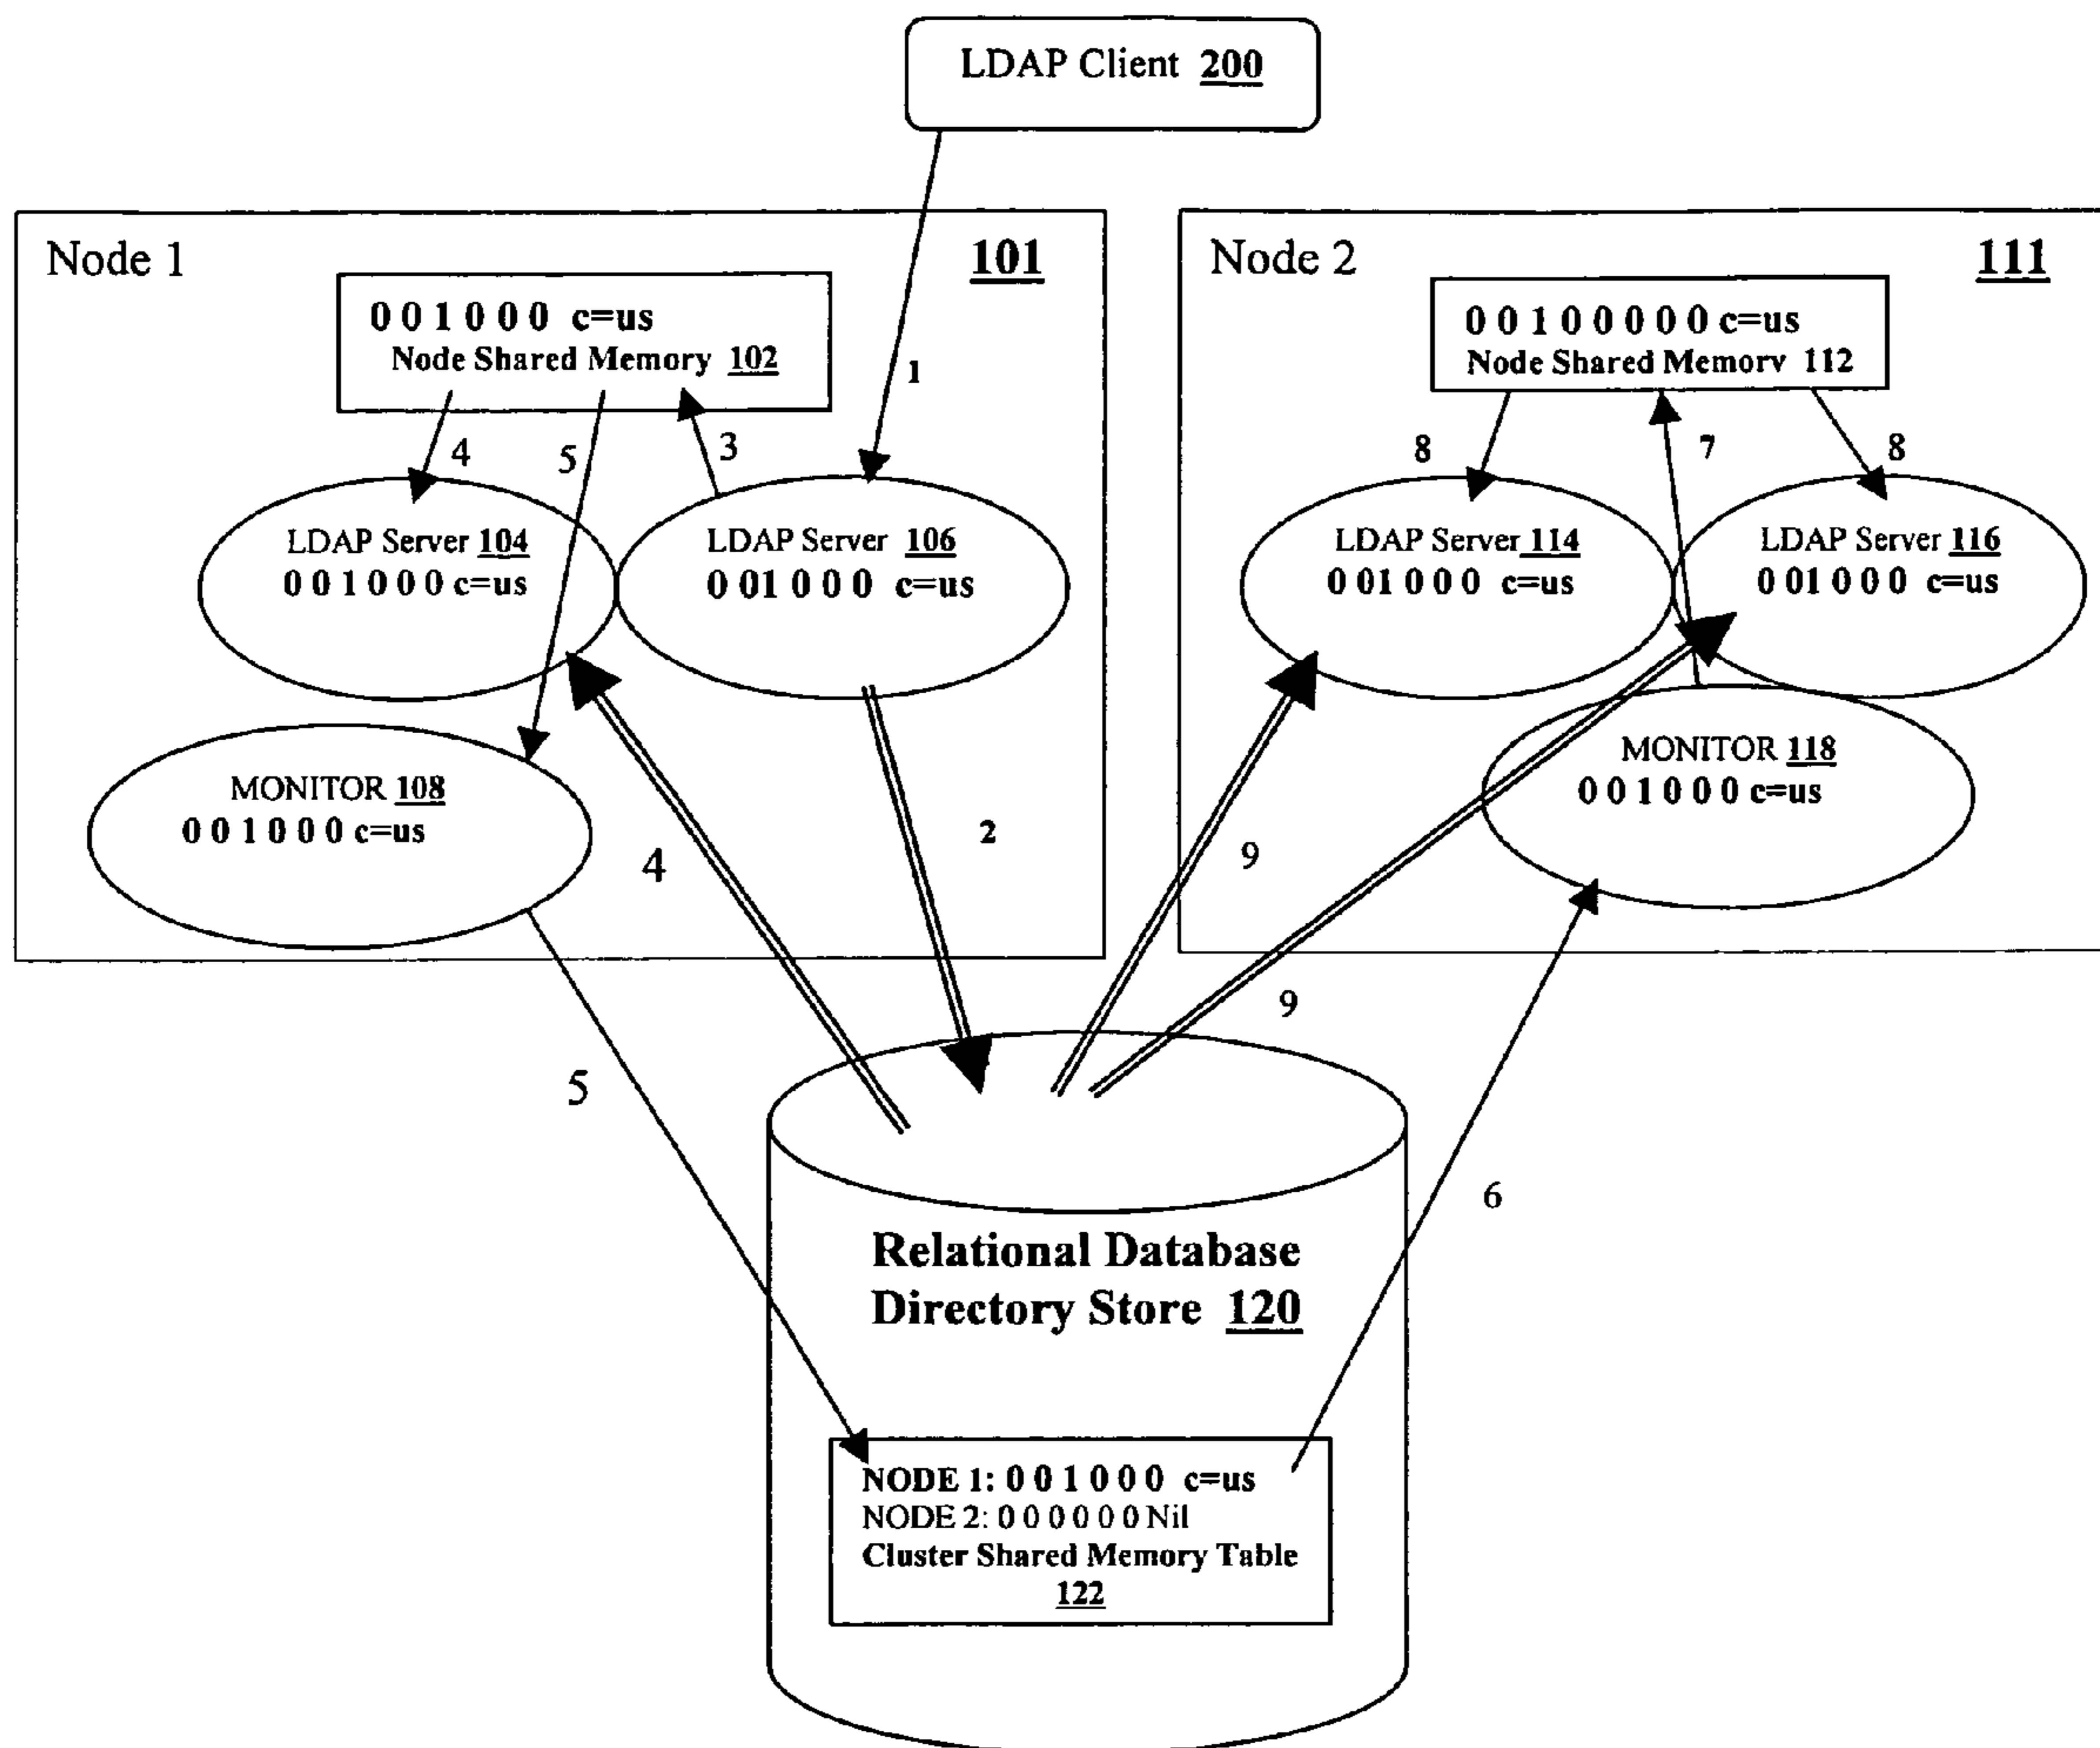 LDAP Client 200
Node 1
101
0 0 1 0 0 0 c=us
Node Shared Memory 102
1
4
5
3
LDAP Server 104
0 0 1 0 0 0 c=us
LDAP Server 106
0 01 0 0 0 c=us
MONITOR 108
0 0 1 0 0 0 c=us
4
2
5
Node 2
111
0 0 1 0 0 0 0 0 c=us
Node Shared Memory 112
8
7
8
LDAP Server 114
0 01 0 0 0 c=us
LDAP Server 116
0 01 0 0 0 c=us
MONITOR 118
0 0 1 0 0 0 c=us
9
9
6
Relational Database
Directory Store 120
NODE 1: 0 0 1 0 0 0 c=us
NODE 2: 0 0 0 0 0 0 Nil
Cluster Shared Memory Table
122